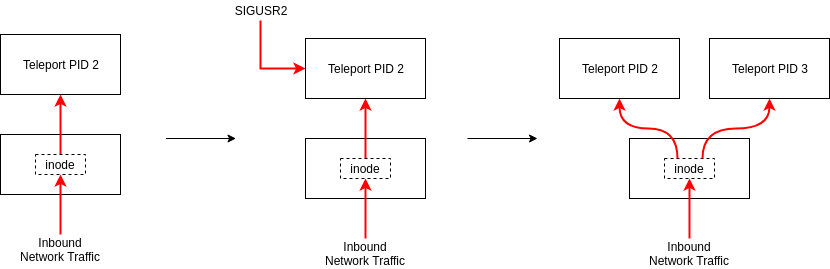 SIGUSR2
Teleport PID 2
inode
Inbound
Network Traffic
Teleport PID 2
inode
Inbound
Network Traffic
Teleport PID 2
Teleport PID 3
inode
Inbound
Network Traffic